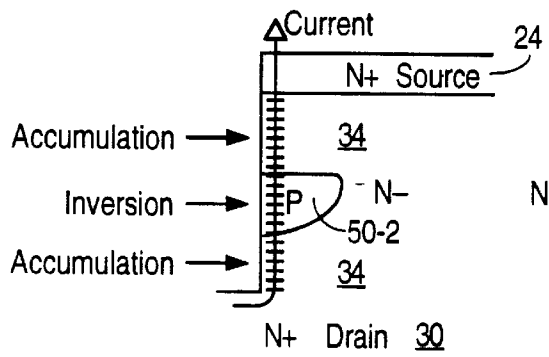 Current
24
N+ Source
Accumulation
34
Inversion
P
N–
N
50-2
Accumulation
34
N+ Drain 30